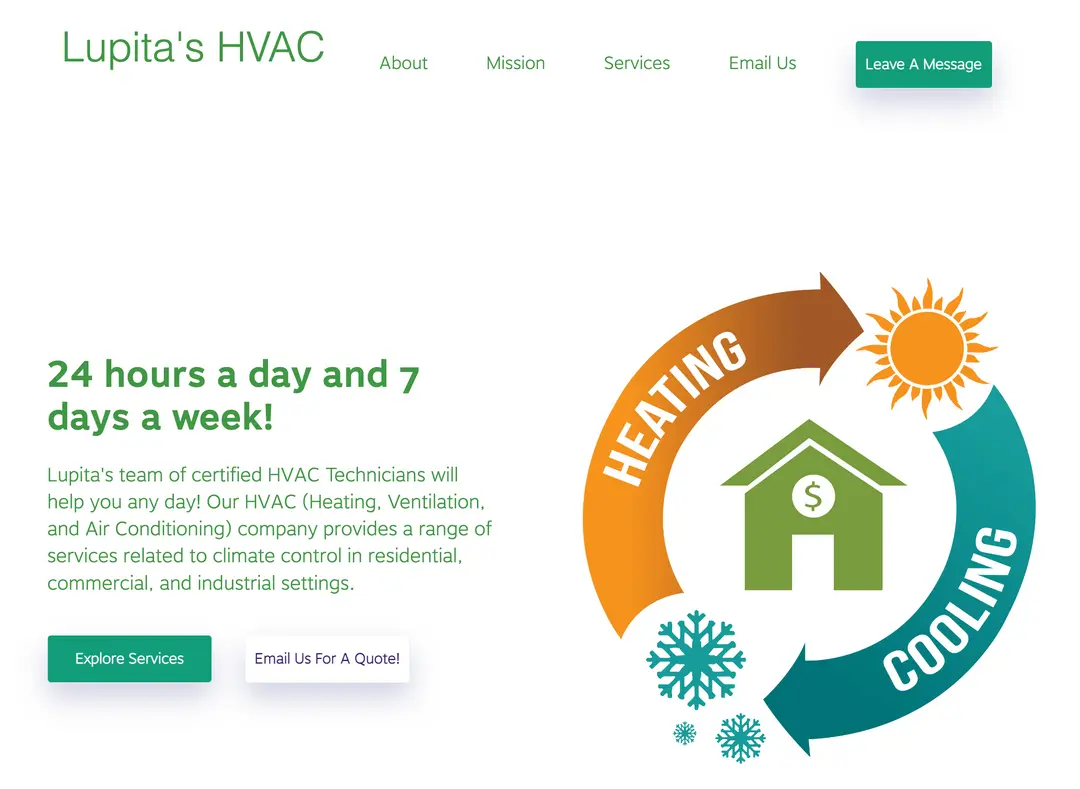 Lupita's HVAC
About
Mission
Services
Email Us
Leave A Message
24 hours a day and 7
days a week!
Lupita's team of certified HVAC Technicians will
help you any day! Our HVAC (Heating, Ventilation,
and Air Conditioning) company provides a range of
services related to climate control in residential,
commercial, and industrial settings.
Explore Services
Email Us For A Quote!
HEATING
$
COOLING